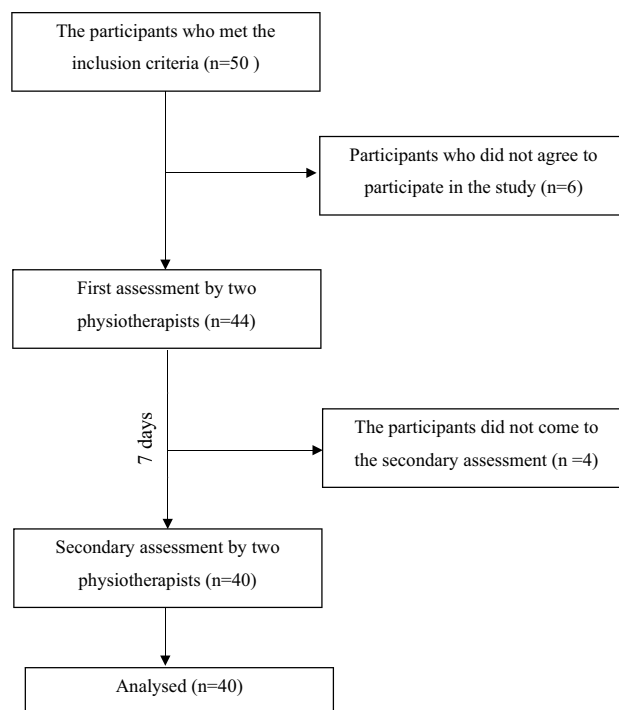 The participants who met the
inclusion criteria (n=50 )
Participants who did not agree to
participate in the study (n=6)
First assessment by two
physiotherapists (n=44)
7 days
The participants did not come to
the secondary assessment (n =4)
Secondary assessment by two
physiotherapists (n=40)
Analysed (n=40)